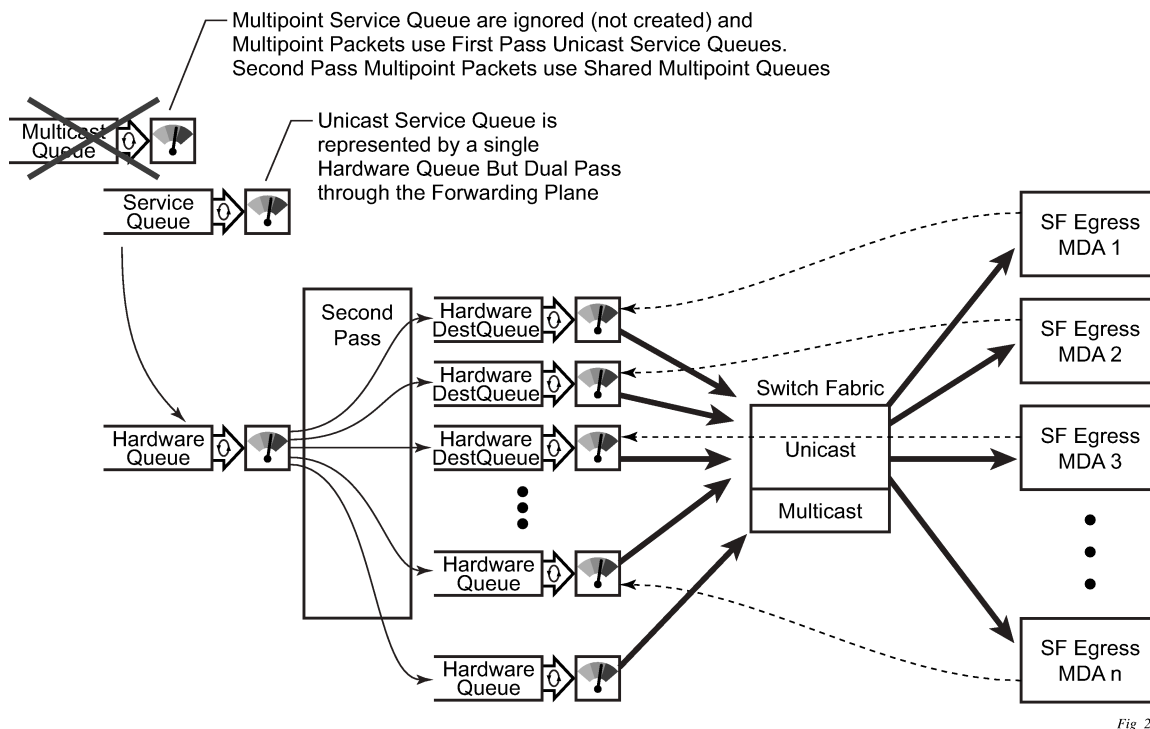 Multipoint Service Queue are ignored (not created) and
Multipoint Packets use First Pass Unicast Service Queues.
Second Pass Multipoint Packets use Shared Multipoint Queues
Multicast
Queue
Unicast Service Queue is
represented by a single
Hardware Queue But Dual Pass
through the Forwarding Plane
Service
Queue
SF Egress
MDA 1
Second
Pass
Hardware
DestQueue
SF Egress
MDA 2
Hardware
DestQueue
Switch Fabric
Hardware
Queue
Hardware
DestQueue
Unicast
SF Egress
MDA 3
Multicast
Hardware
Queue
Hardware
Queue
SF Egress
MDA n
Fig 2